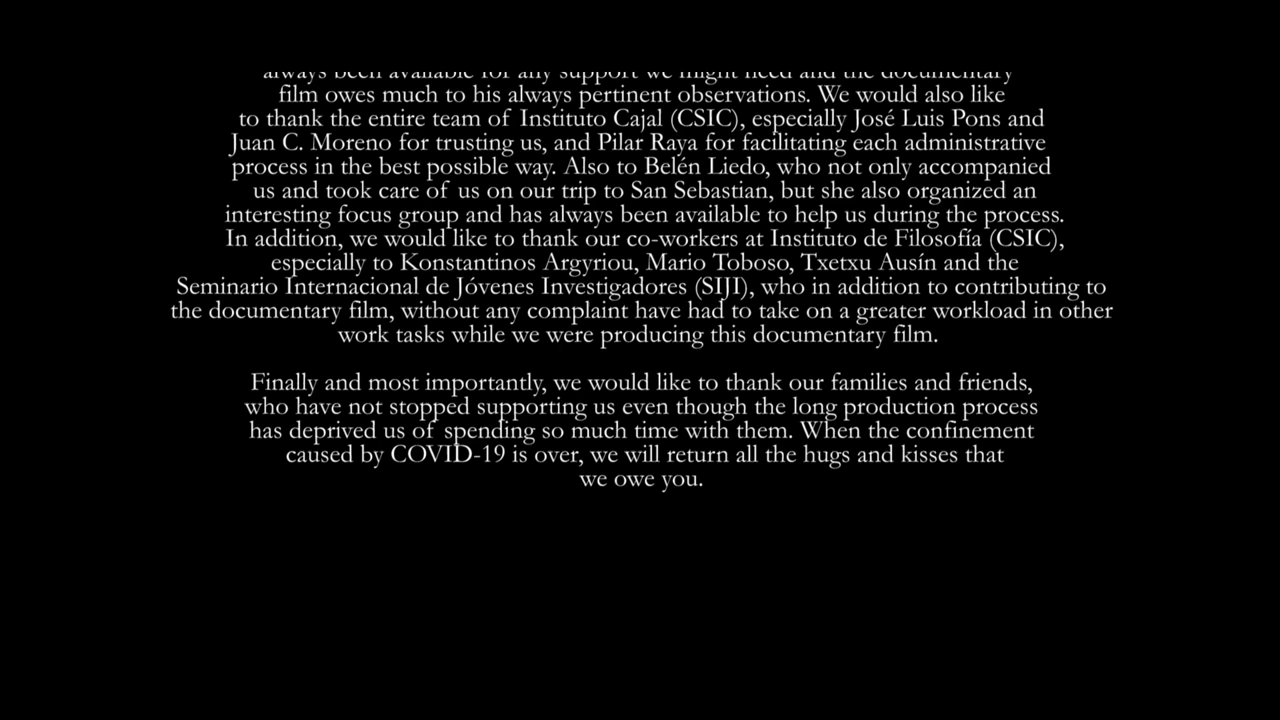 always been available for any support we might need and the documentary
film owes much to his always pertinent observations. We would also like
to thank the entire team of Instituto Cajal (CSIC), especially José Luis Pons and
Juan C. Moreno for trusting us, and Pilar Raya for facilitating each administrative
process in the best possible way. Also to Belén Liedo, who not only accompanied
us and took care of us on our trip to San Sebastian, but she also organized an
interesting focus group and has always been available to help us during the process.
In addition, we would like to thank our co-workers at Instituto de Filosofía (CSIC),
especially to Konstantinos Argyriou, Mario Toboso, Txetxu Ausín and the
Seminario Internacional de Jóvenes Investigadores (SIJI), who in addition to contributing to
the documentary film, without any complaint have had to take on a greater workload in other
work tasks while we were producing this documentary film.
Finally and most importantly, we would like to thank our families and friends,
who have not stopped supporting us even though the long production process
has deprived us of spending so much time with them. When the confinement
caused by COVID-19 is over, we will return all the hugs and kisses that
we owe you.